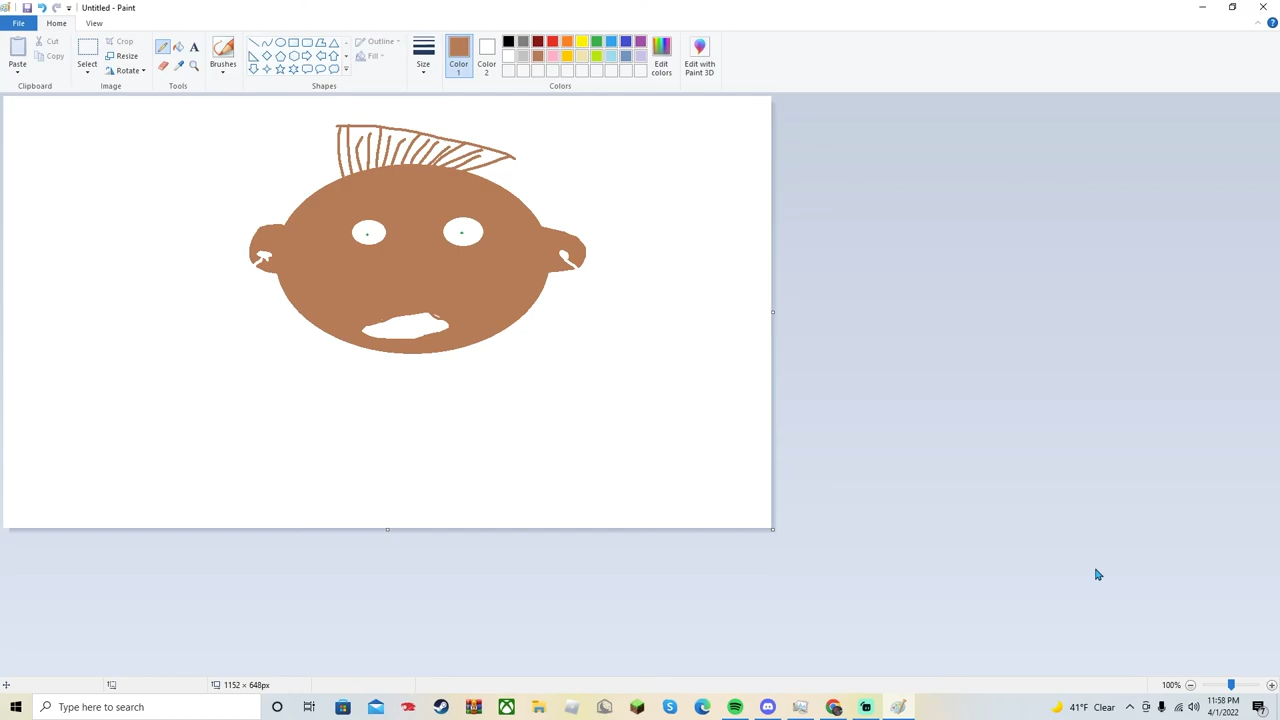 Untitled - Paint
File Home View
Paste
Cut
Copy
Clipboard
Select
Crop
Resize
Rotate
Image
A
Tools
Brushes
Outline
Fill
Shapes
Size
Color 1
Color 2
Edit colors
Colors
Edit with Paint 3D
1152 × 648px
100%
Type here to search
41°F Clear
11:58 PM
4/1/2022